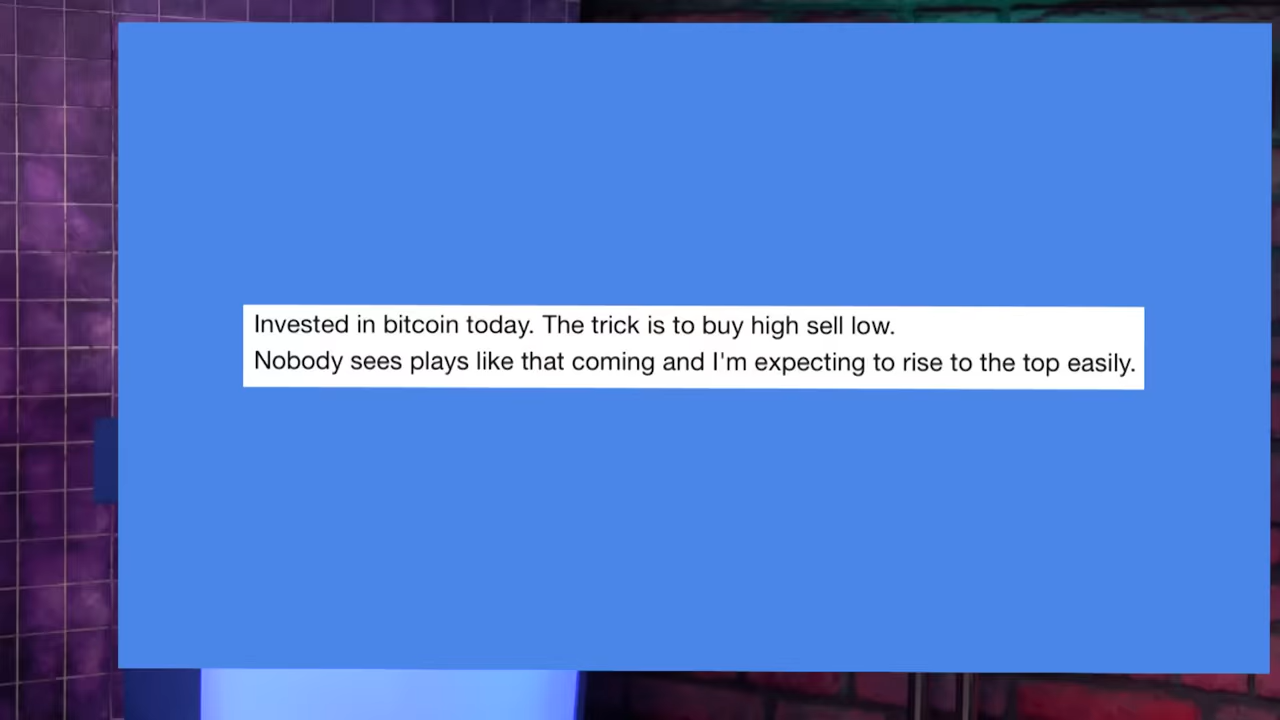 Invested in bitcoin today. The trick is to buy high sell low.
Nobody sees plays like that coming and I'm expecting to rise to the top easily.